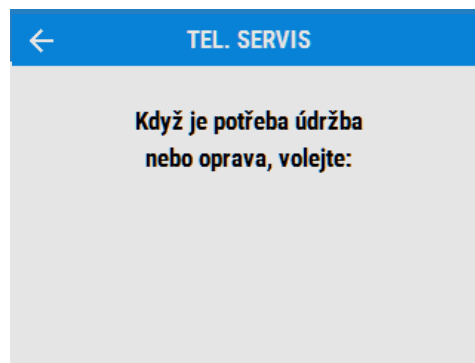 TEL. SERVIS
Když je potřeba údržba
nebo oprava, volejte: